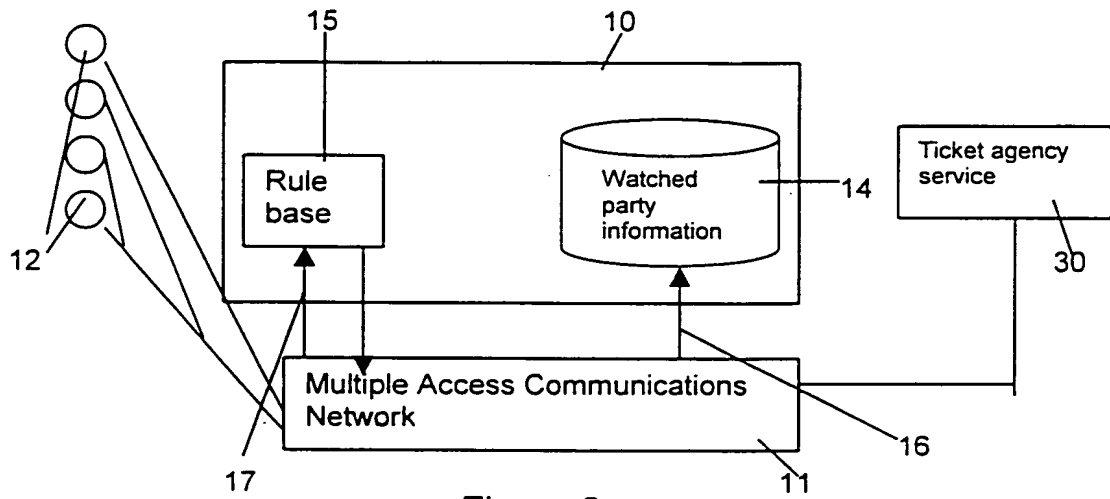 15
10
Rule
base
Watched
party
information
14
Ticket agency
service
30
12
Multiple Access Communications
Network
17
16
11